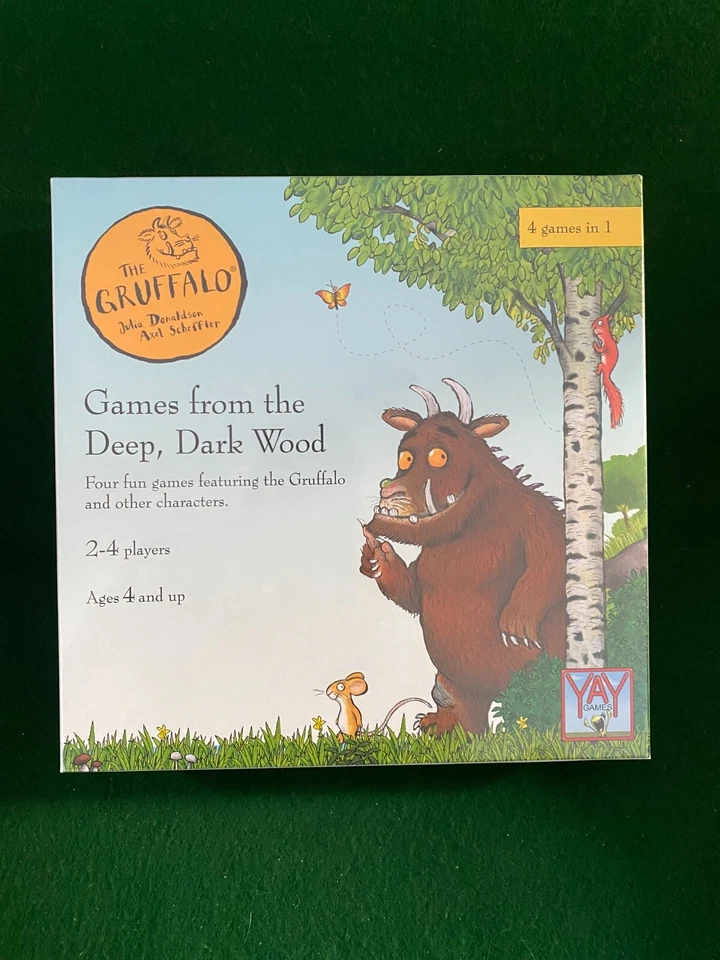 4 games in 1
THE
GRUFFALO®
Julia Donaldson
Axel Scheffler
Games from the
Deep, Dark Wood
Four fun games featuring the Gruffalo
and other characters.
2-4 players
Ages 4 and up
YAY
GAMES